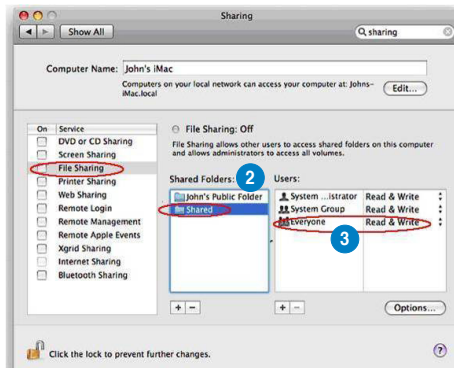 Sharing
Show All
sharing
Computer Name: John's iMac
Computers on your local network can access your computer at: Johns-
iMac.local
Edit...
On Service
DVD or CD Sharing
Screen Sharing
File Sharing
Printer Sharing
Web Sharing
Remote Login
Remote Management
Remote Apple Events
Xgrid Sharing
Internet Sharing
Bluetooth Sharing
File Sharing: Off
File Sharing allows other users to access shared folders on this computer
and allows administrators to access all volumes.
Shared Folders: 2 Users:
John's Public Folder
Shared
System ...istrator Read & Write
System Group Read & Write
Everyone Read & Write
3
+ −
+ −
Options...
Click the lock to prevent further changes.
?